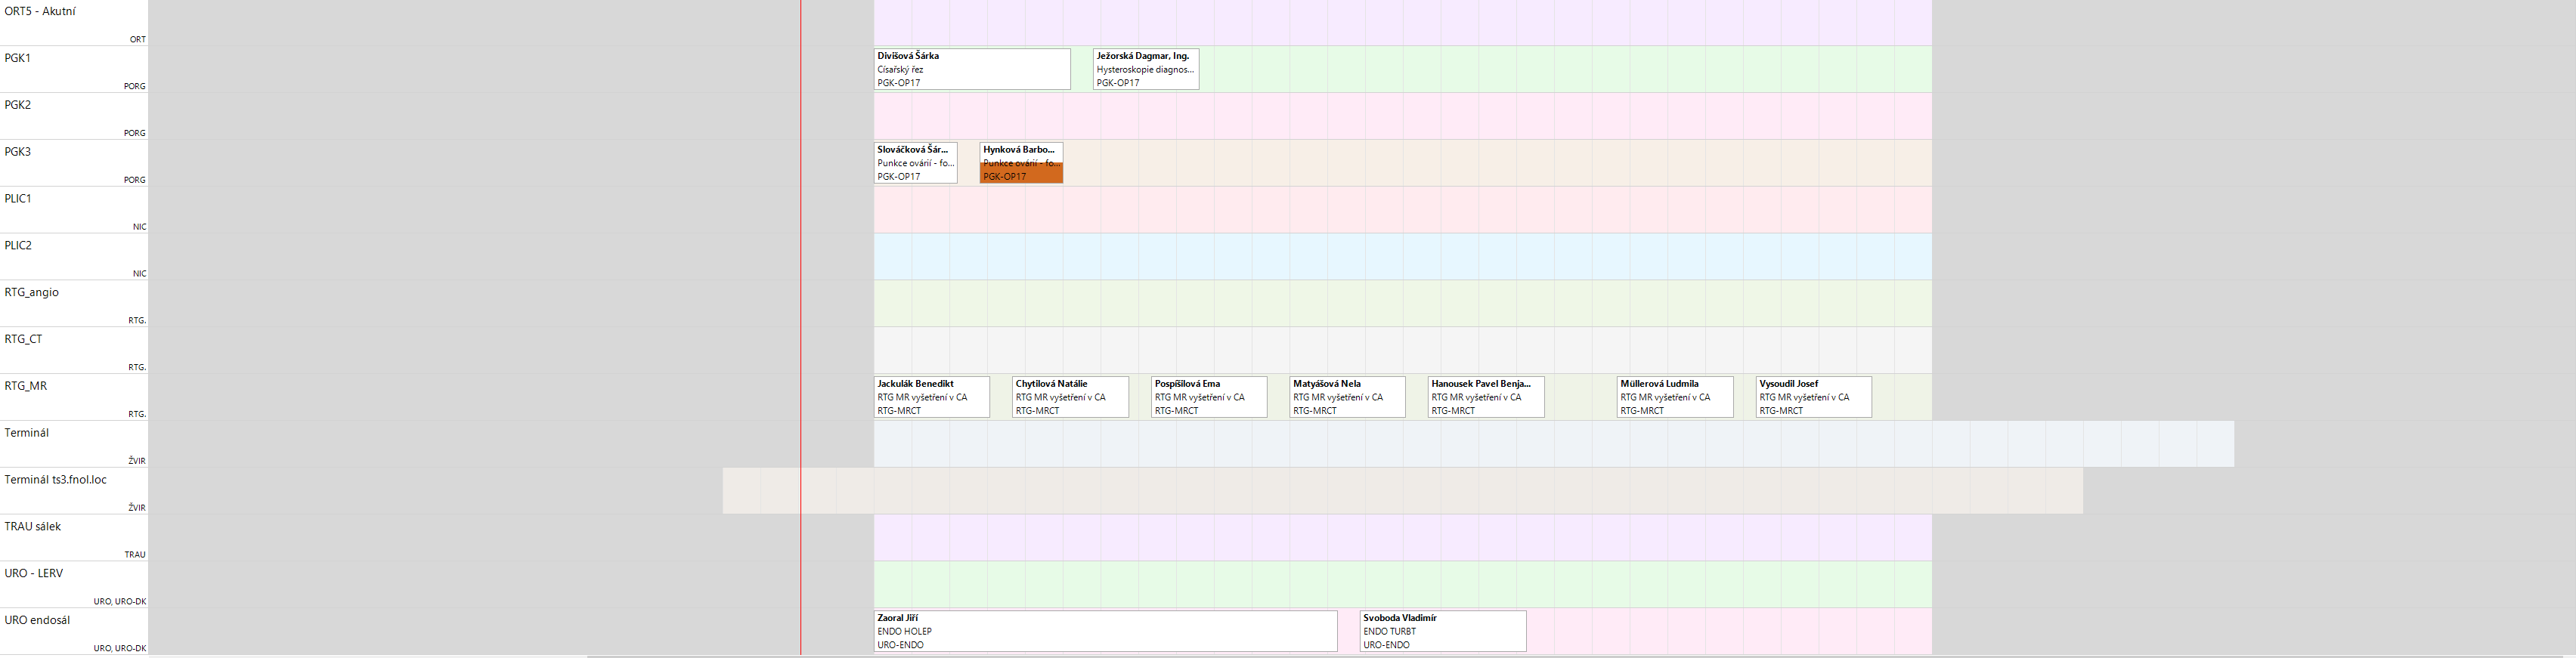 ORT5 - Akutní
ORT
PGK1
PORG
Divišová Šárka
Císařský řez
PGK-OP17
Ježorská Dagmar, Ing.
Hysteroskopie diagnos...
PGK-OP17
PGK2
PORG
PGK3
PORG
Slováčková Šár...
Punkce ovárií - fo...
PGK-OP17
Hynková Barbo...
Punkce ovárií - fo...
PGK-OP17
PLIC1
NIC
PLIC2
NIC
RTG_angio
RTG.
RTG_CT
RTG.
RTG_MR
RTG.
Jackulák Benedikt
RTG MR vyšetření v CA
RTG-MRCT
Chytilová Natálie
RTG MR vyšetření v CA
RTG-MRCT
Pospíšilová Ema
RTG MR vyšetření v CA
RTG-MRCT
Matyášová Nela
RTG MR vyšetření v CA
RTG-MRCT
Hanousek Pavel Benja...
RTG MR vyšetření v CA
RTG-MRCT
Müllerová Ludmila
RTG MR vyšetření v CA
RTG-MRCT
Vysoudil Josef
RTG MR vyšetření v CA
RTG-MRCT
Terminál
ŽVIR
Terminál ts3.fnol.loc
ŽVIR
TRAU sálek
TRAU
URO - LERV
URO, URO-DK
URO endosál
URO, URO-DK
Zaoral Jiří
ENDO HOLEP
URO-ENDO
Svoboda Vladimír
ENDO TURBT
URO-ENDO